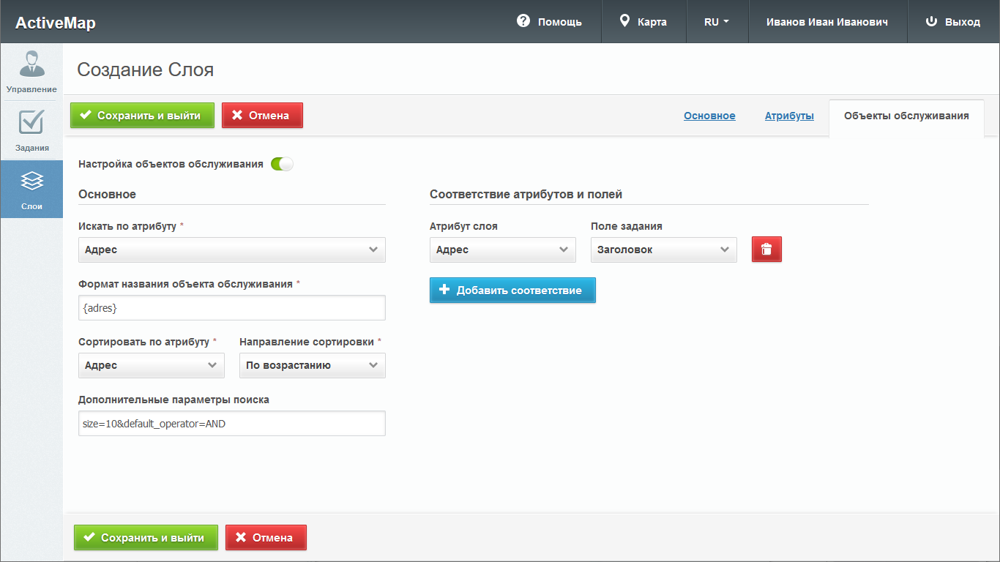 ActiveMap
Помощь
Карта
RU
Иванов Иван Иванович
Выход
Управление
Задания
Слои
Создание Слоя
Сохранить и выйти
Отмена
Основное
Атрибуты
Объекты обслуживания
Настройка объектов обслуживания
Основное
Искать по атрибуту *
Адрес
Формат названия объекта обслуживания *
{adres}
Сортировать по атрибуту *
Направление сортировки *
Адрес
По возрастанию
Дополнительные параметры поиска
size=10&default_operator=AND
Соответствие атрибутов и полей
Атрибут слоя
Поле задания
Адрес
Заголовок
Добавить соответствие
Сохранить и выйти
Отмена